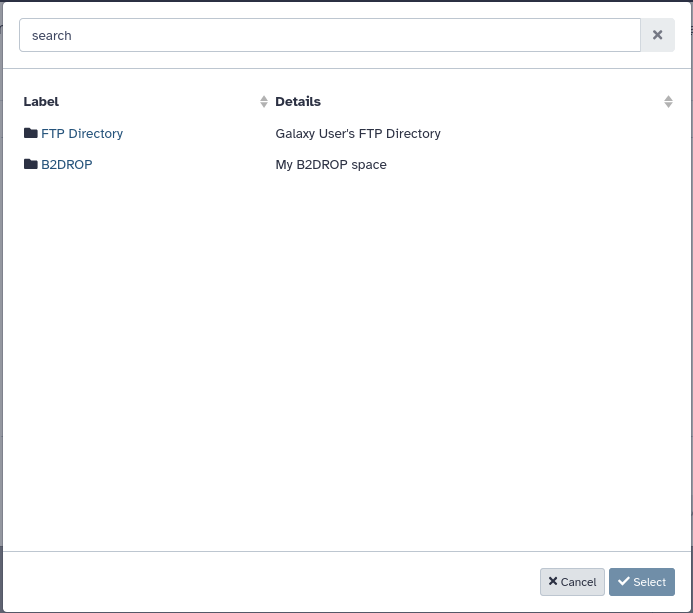 search
Label Details
FTP Directory Galaxy User's FTP Directory
B2DROP My B2DROP space
Cancel Select